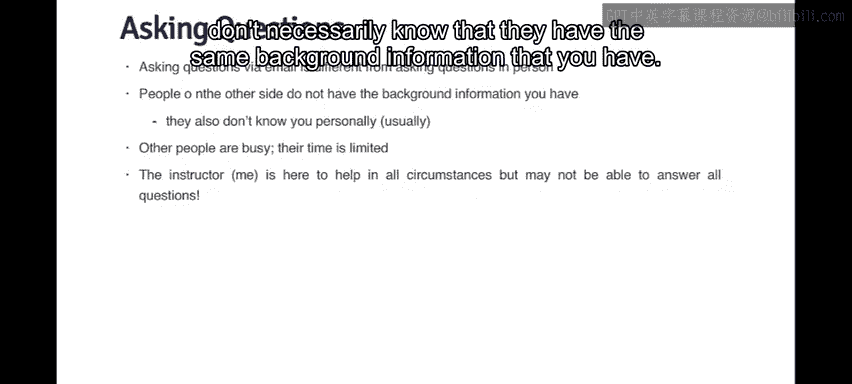 中英字幕课程资源@bilibili.com
Asking Questions
don't necessarily know that they have the
same background information that you have.
· Asking questions via email is different from asking questions in person
· People o nthe other side do not have the background information you have
- they also don't know you personally (usually)
· Other people are busy; their time is limited
· The instructor (me) is here to help in all circumstances but may not be able to answer all
questions!